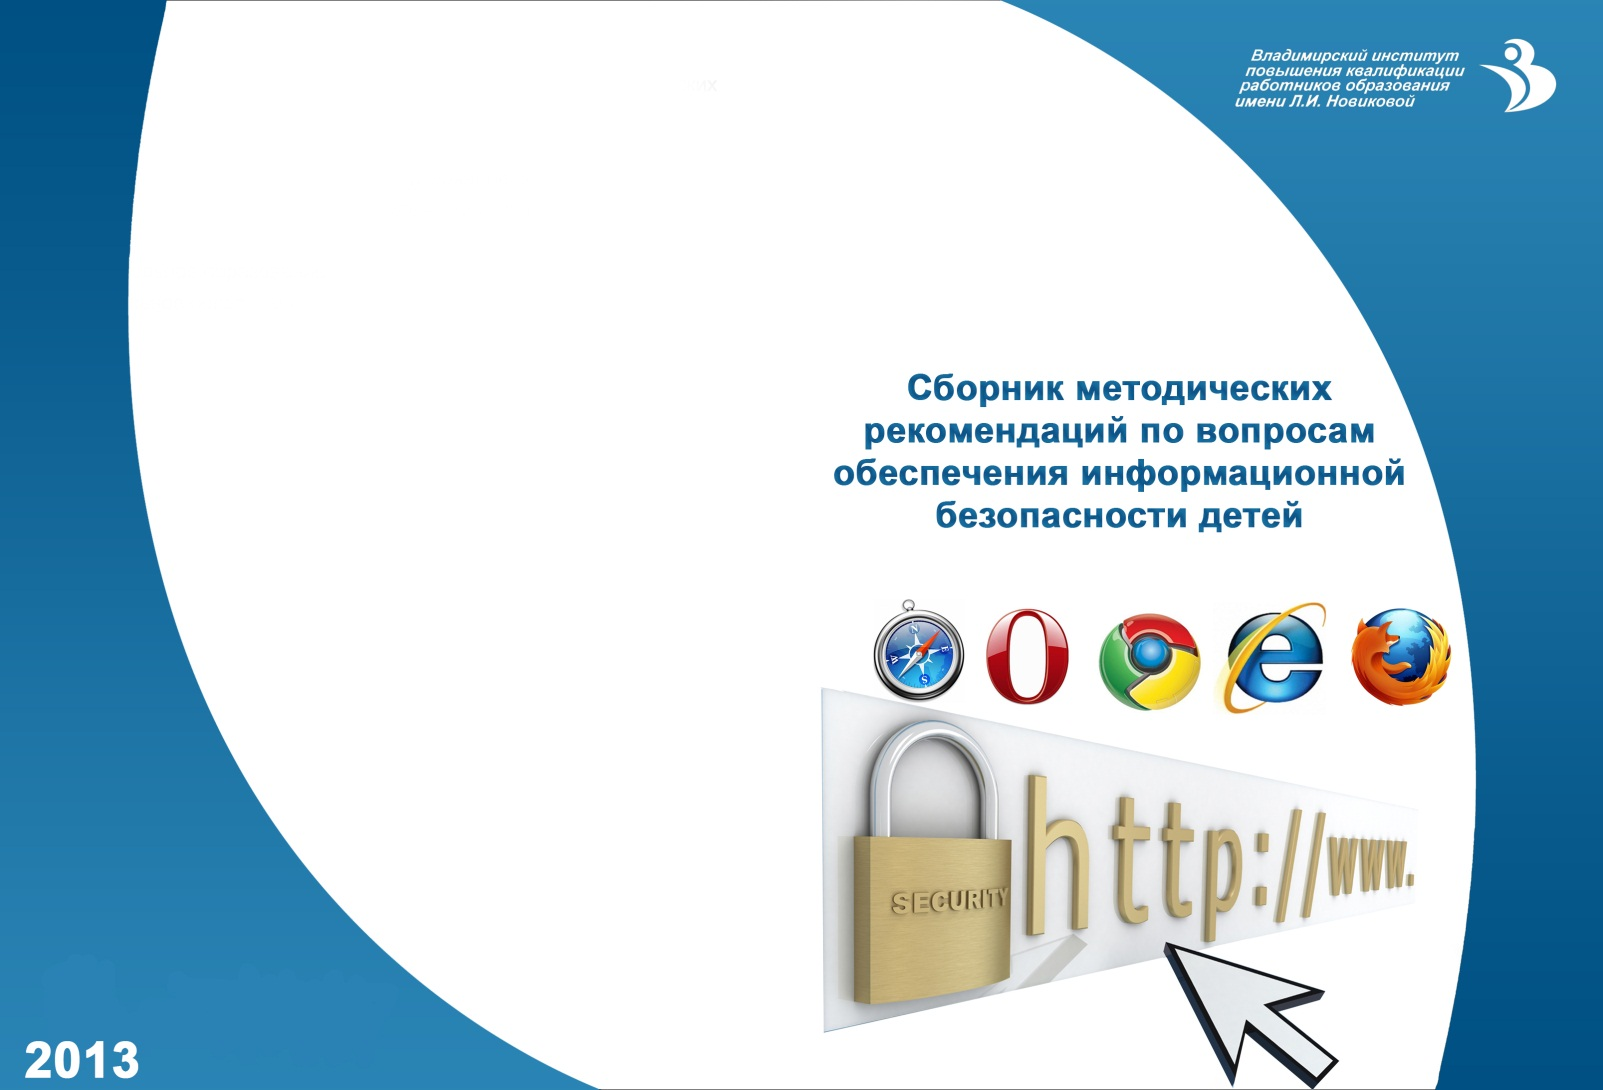 Владимирский институт
повышения квалификации
работников образования
имени Л.И. Новиковой
Сборник методических
рекомендаций по вопросам
обеспечения информационной
безопасности детей
N
E
S
W
SECURITY
http://www.
2013